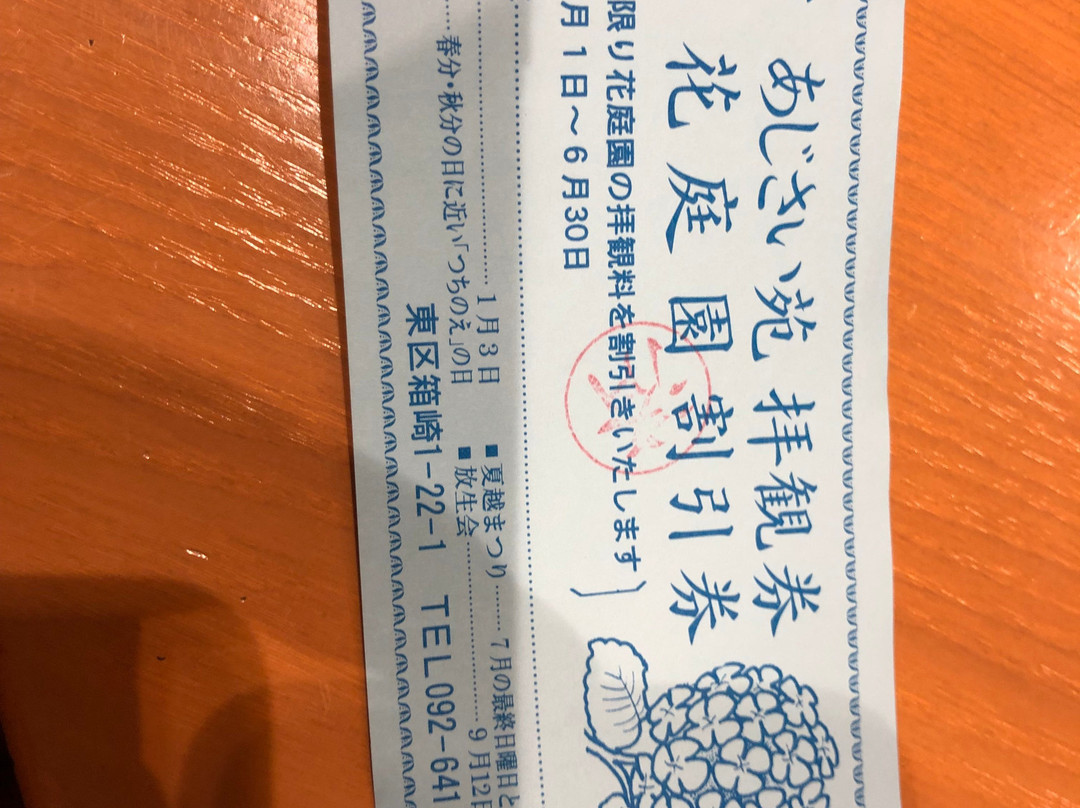 あじさい苑 拝観券
花庭園割引券
限り花庭園の拝観料を割引きいたします)
月1日〜6月30日
………1月3日 ■夏越まつり……7月の最終日曜日と
……春分・秋分の日に近い「つちのえ」の日 ■放生会………9月12日
東区箱崎1-22-1 TEL092-641